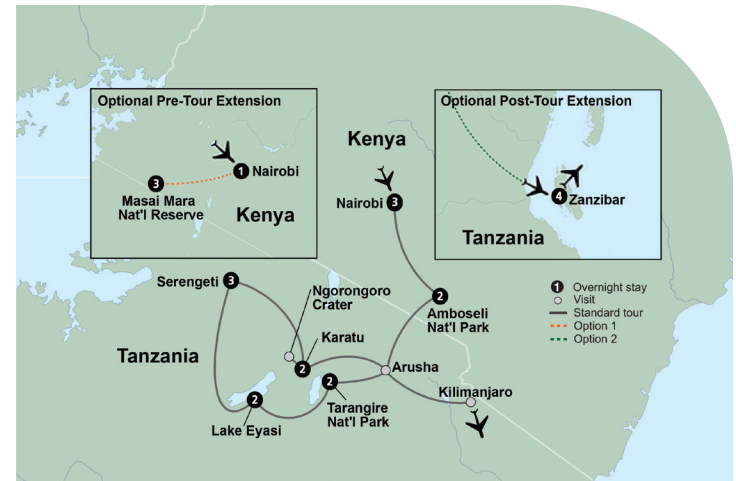 Optional Pre-Tour Extension
1
Nairobi
3
Masai Mara
Nat'l Reserve
Kenya
Kenya
Nairobi
3
Optional Post-Tour Extension
4
Zanzibar
Tanzania
1 Overnight stay
Visit
Standard tour
Option 1
Option 2
Serengeti
3
Ngorongoro
Crater
2
Amboseli
Nat'l Park
Karatu
2
Tanzania
Arusha
2
Tarangire
Nat'l Park
Kilimanjaro
2
Lake Eyasi